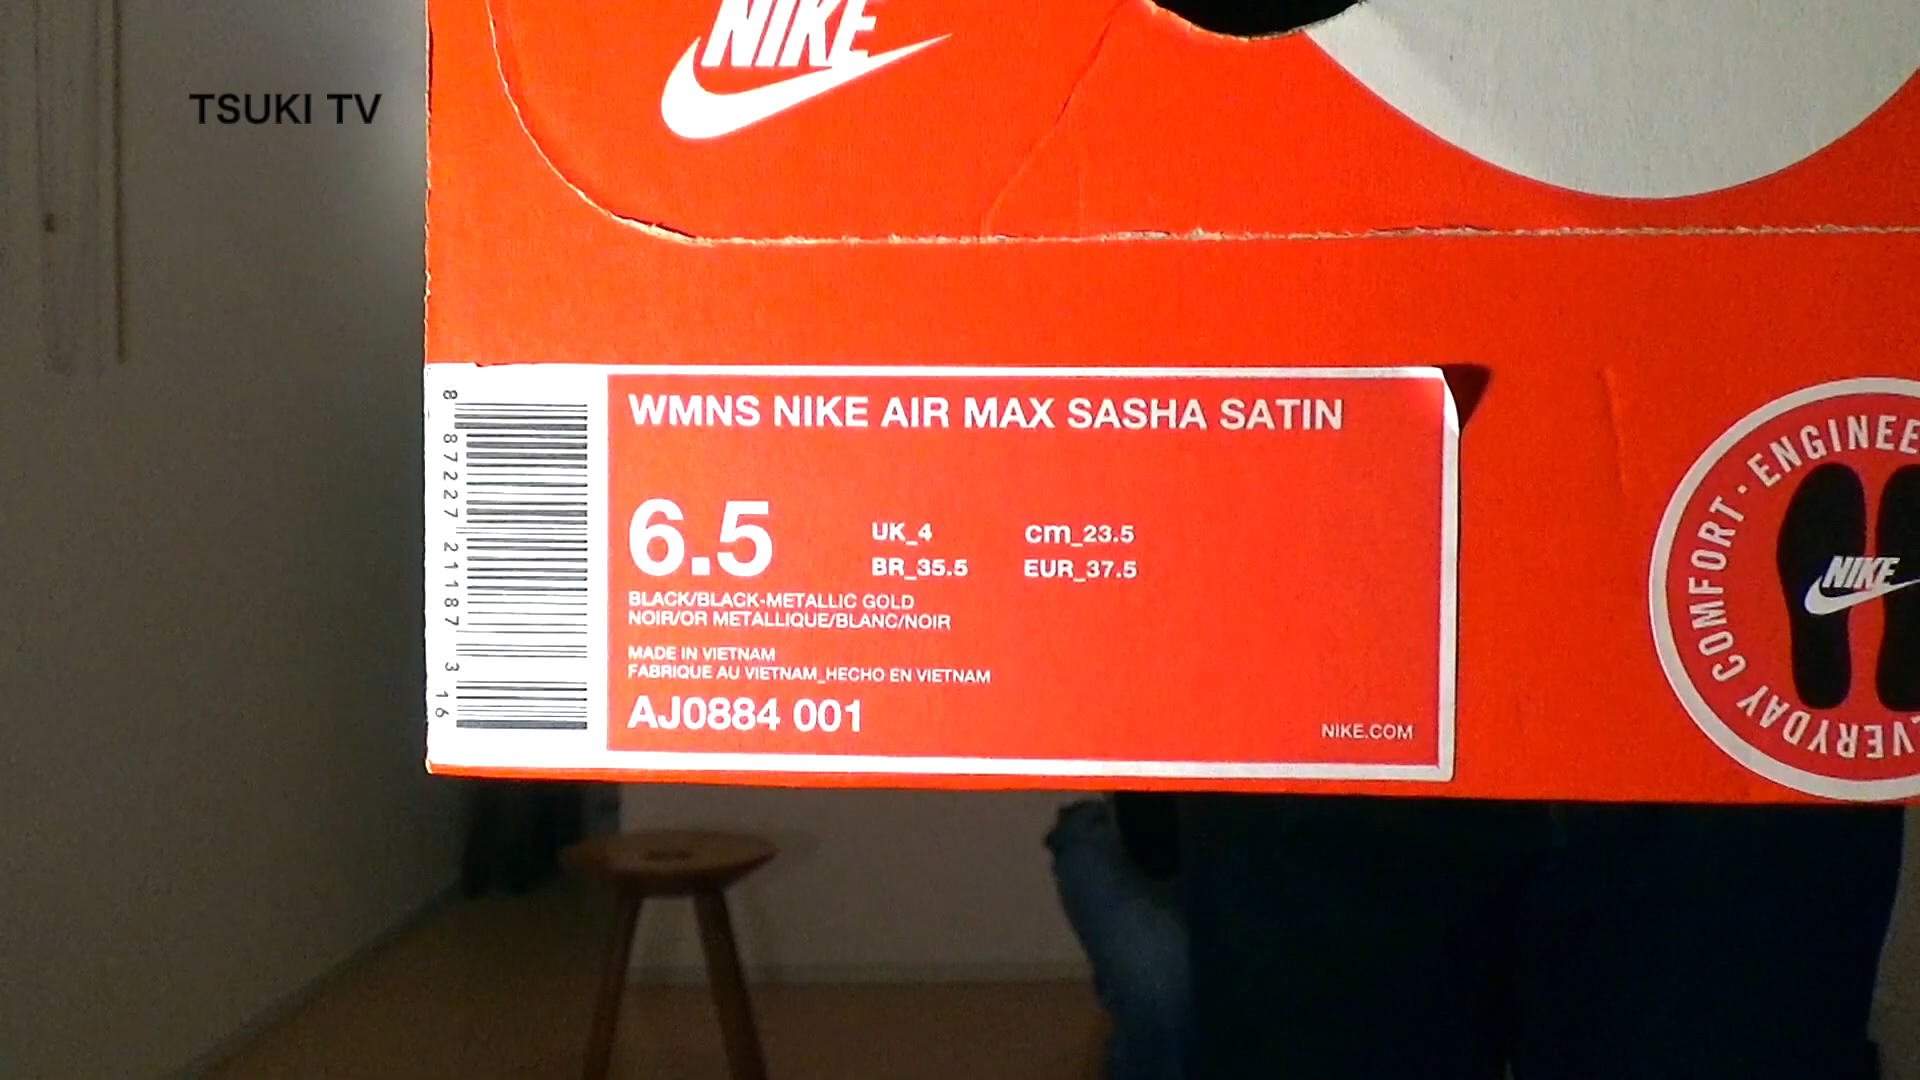 NIKE
TSUKI TV
WMNS NIKE AIR MAX SASHA SATIN
6.5
UK_4
cm_23.5
BR_35.5
EUR_37.5
BLACK/BLACK-METALLIC GOLD
NOIR/OR METALLIQUE/BLANC/NOIR
MADE IN VIETNAM
FABRIQUE AU VIETNAM_HECHO EN VIETNAM
AJ0884 001
NIKE.COM
8 87227 21187 3
16
COMFORT · ENGINEE
NIKE
VERYDAY